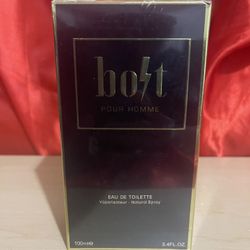 bolt
POUR HOMME
EAU DE TOILETTE
Vaporisateur - Natural Spray
100ml e 3.4FL.OZ